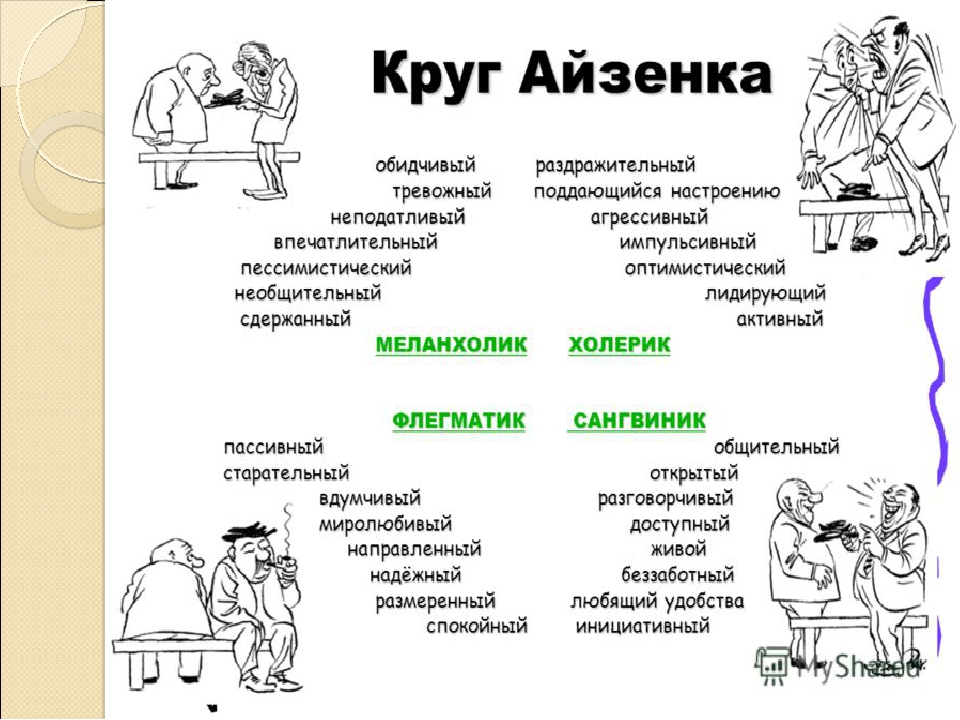 Круг Айзенка
обидчивый раздражительный
тревожный поддающийся настроению
неподатливый агрессивный
впечатлительный импульсивный
пессимистический оптимистический
необщительный лидирующий
сдержанный активный
МЕЛАНХОЛИК ХОЛЕРИК
ФЛЕГМАТИК САНГВИНИК
пассивный общительный
старательный открытый
вдумчивый разговорчивый
миролюбивый доступный
направленный живой
надёжный беззаботный
размеренный любящий удобства
спокойный инициативный
MyShared